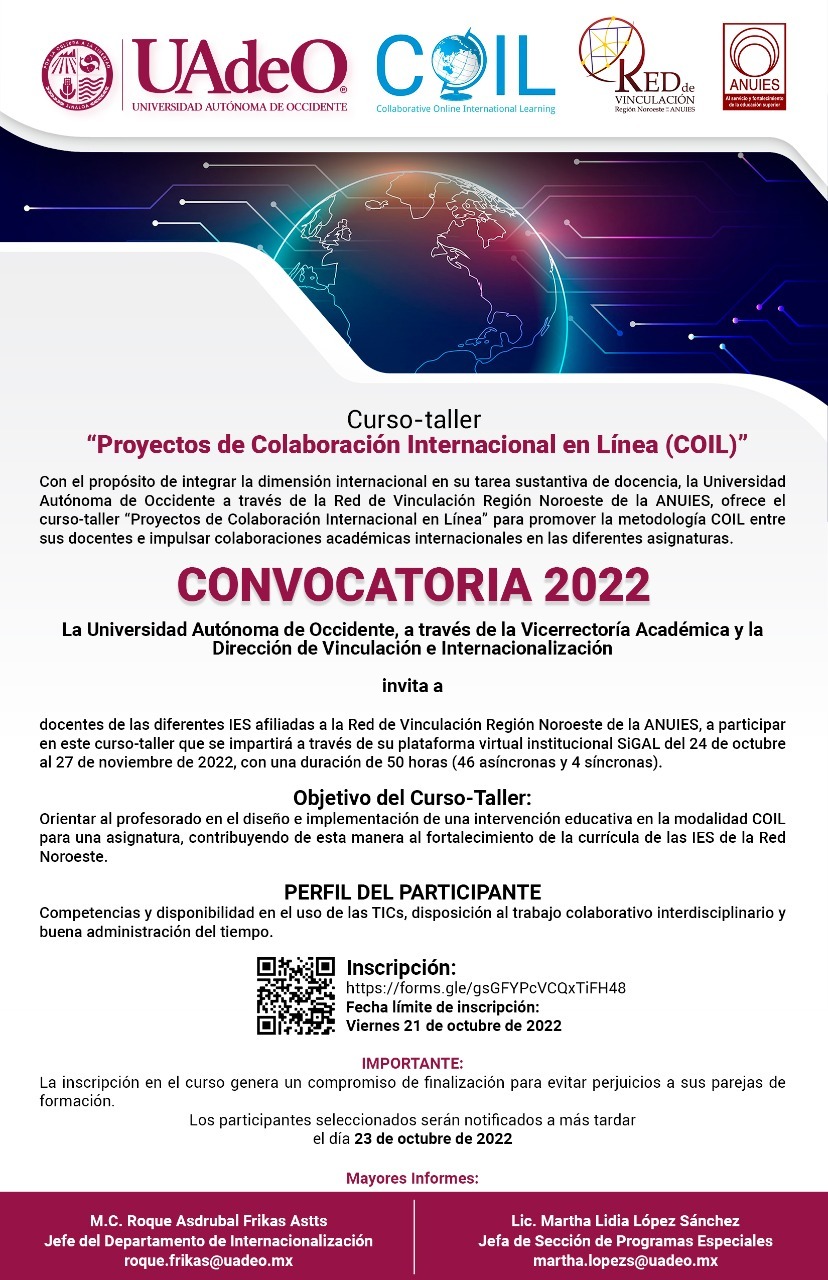 UAdeO®
UNIVERSIDAD AUTÓNOMA DE OCCIDENTE
COIL
Collaborative Online International Learning
RED de
VINCULACIÓN
Región Noroeste de la ANUIES
ANUIES
Al servicio y fortalecimiento
de la educación superior
Curso-taller
“Proyectos de Colaboración Internacional en Línea (COIL)”
Con el propósito de integrar la dimensión internacional en su tarea sustantiva de docencia, la Universidad
Autónoma de Occidente a través de la Red de Vinculación Región Noroeste de la ANUIES, ofrece el
curso-taller “Proyectos de Colaboración Internacional en Línea” para promover la metodología COIL entre
sus docentes e impulsar colaboraciones académicas internacionales en las diferentes asignaturas.
CONVOCATORIA 2022
La Universidad Autónoma de Occidente, a través de la Vicerrectoría Académica y la
Dirección de Vinculación e Internacionalización
invita a
docentes de las diferentes IES afiliadas a la Red de Vinculación Región Noroeste de la ANUIES, a participar
en este curso-taller que se impartirá a través de su plataforma virtual institucional SiGAL del 24 de octubre
al 27 de noviembre de 2022, con una duración de 50 horas (46 asíncronas y 4 síncronas).
Objetivo del Curso-Taller:
Orientar al profesorado en el diseño e implementación de una intervención educativa en la modalidad COIL
para una asignatura, contribuyendo de esta manera al fortalecimiento de la currícula de las IES de la Red
Noroeste.
PERFIL DEL PARTICIPANTE
Competencias y disponibilidad en el uso de las TICs, disposición al trabajo colaborativo interdisciplinario y
buena administración del tiempo.
Inscripción:
https://forms.gle/gsGFYPcVCQxTiFH48
Fecha límite de inscripción:
Viernes 21 de octubre de 2022
IMPORTANTE:
La inscripción en el curso genera un compromiso de finalización para evitar perjuicios a sus parejas de
formación.
Los participantes seleccionados serán notificados a más tardar
el día 23 de octubre de 2022
Mayores Informes:
M.C. Roque Asdrubal Frikas Astts
Jefe del Departamento de Internacionalización
roque.frikas@uadeo.mx
Lic. Martha Lidia López Sánchez
Jefa de Sección de Programas Especiales
martha.lopezs@uadeo.mx